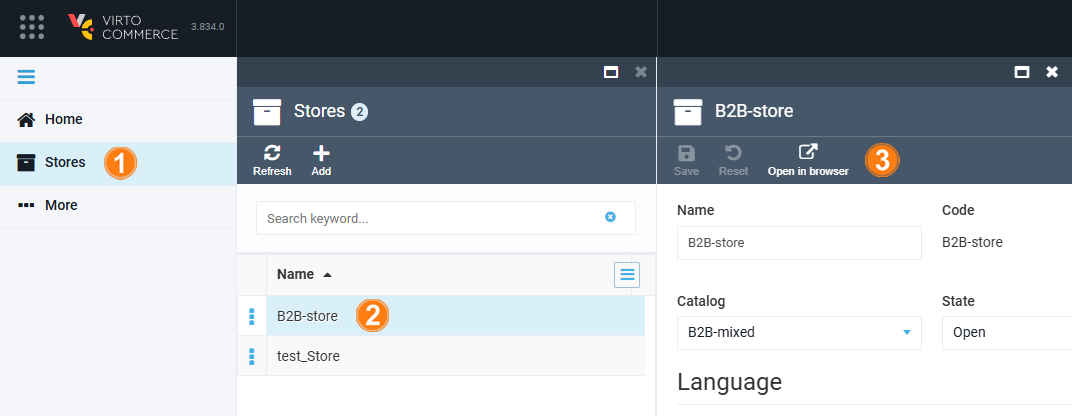 VIRTO
COMMERCE
3.834.0
Home
Stores
1
More
Stores 2
Refresh
Add
Search keyword...
Name
B2B-store
2
test_Store
B2B-store
Save
Reset
Open in browser
3
Name
Code
B2B-store
B2B-store
Catalog
State
B2B-mixed
Open
Language